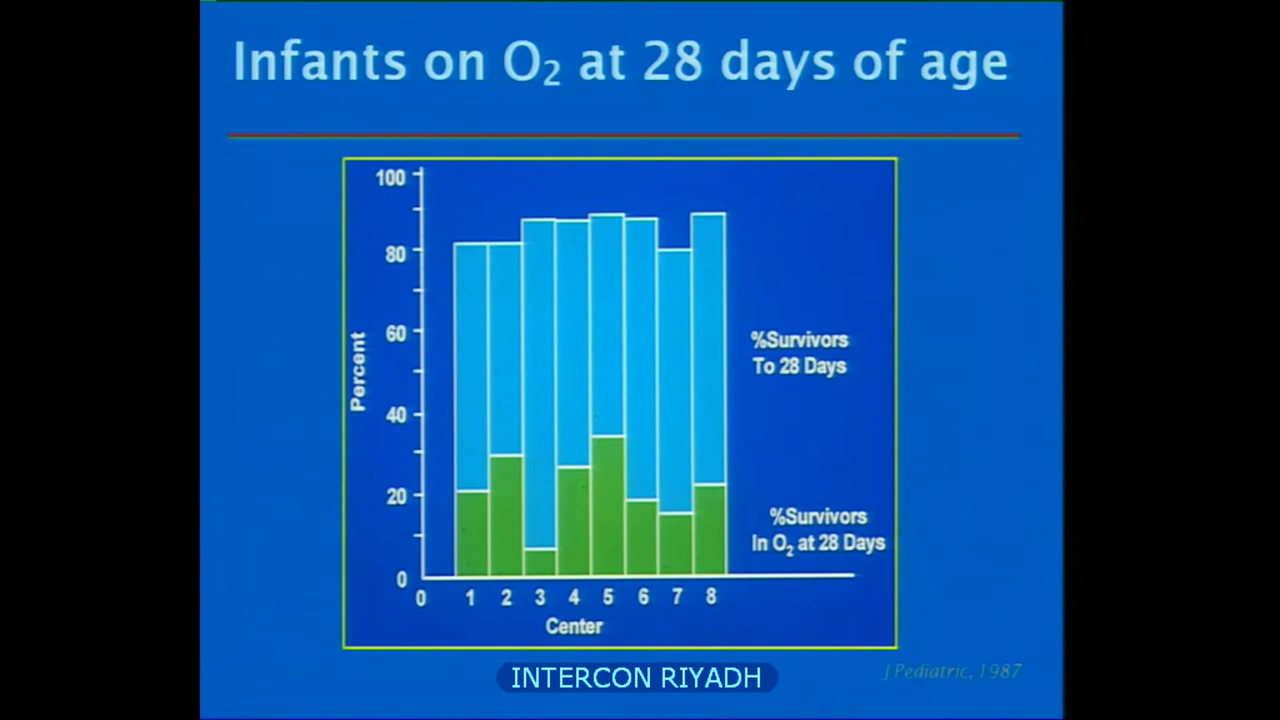 Infants on O₂ at 28 days of age
100
80
60
40
20
0
Percent
%Survivors
To 28 Days
%Survivors
In O₂ at 28 Days
0 1 2 3 4 5 6 7 8
Center
INTERCON RIYADH
J Pediatric, 1987